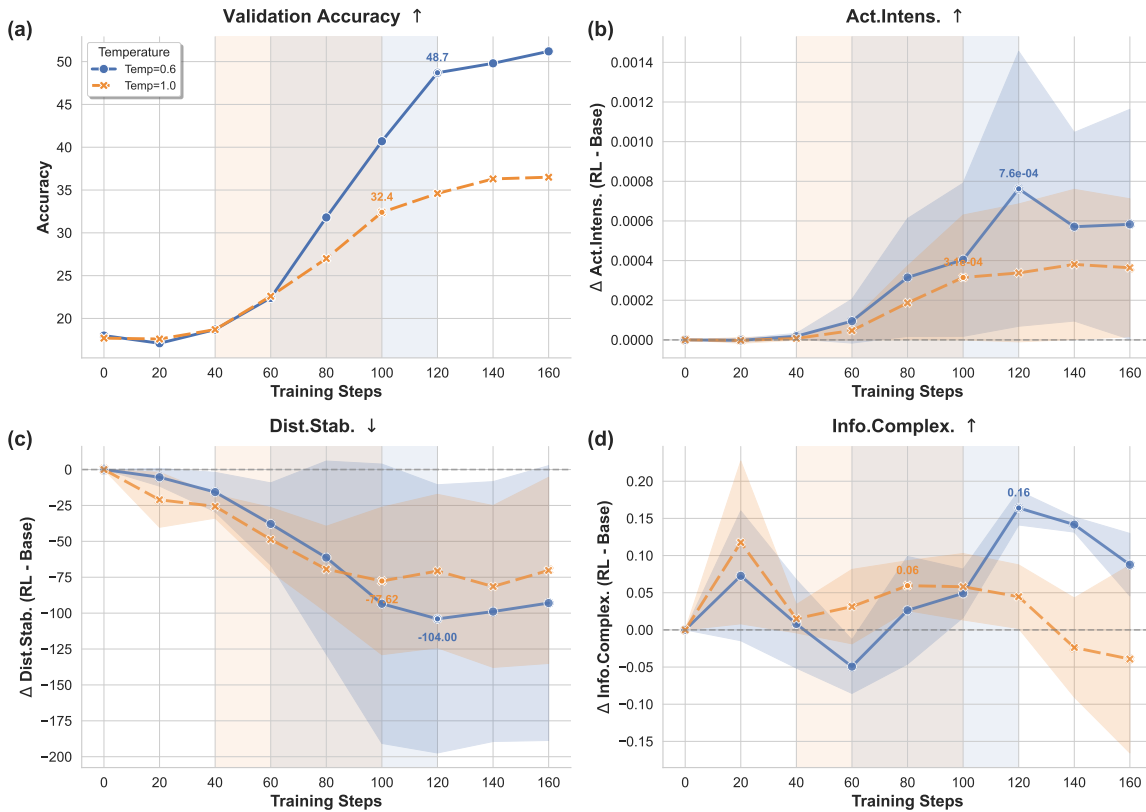 (a)
Validation Accuracy ↑
Temperature
Temp=0.6
Temp=1.0
48.7
32.4
50
45
40
35
30
25
20
Accuracy
0 20 40 60 80 100 120 140 160
Training Steps
(b)
Act.Intens. ↑
7.6e-04
3.1e-04
0.0014
0.0012
0.0010
0.0008
0.0006
0.0004
0.0002
0.0000
Δ Act.Intens. (RL - Base)
0 20 40 60 80 100 120 140 160
Training Steps
(c)
Dist.Stab. ↓
-77.62
-104.00
0
−25
−50
−75
−100
−125
−150
−175
−200
Δ Dist.Stab. (RL - Base)
0 20 40 60 80 100 120 140 160
Training Steps
(d)
Info.Complex. ↑
0.16
0.06
0.20
0.15
0.10
0.05
0.00
−0.05
−0.10
−0.15
Δ Info.Complex. (RL - Base)
0 20 40 60 80 100 120 140 160
Training Steps